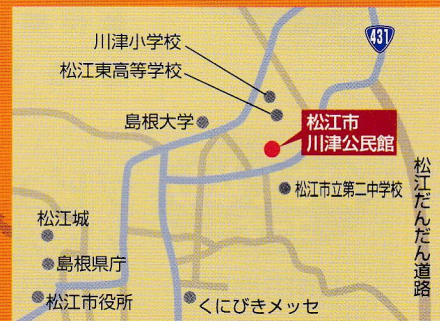 川津小学校
431
松江東高等学校
島根大学
松江市
川津公民館
松江だんだん道路
松江市立第二中学校
松江城
島根県庁
松江市役所
くにびきメッセ